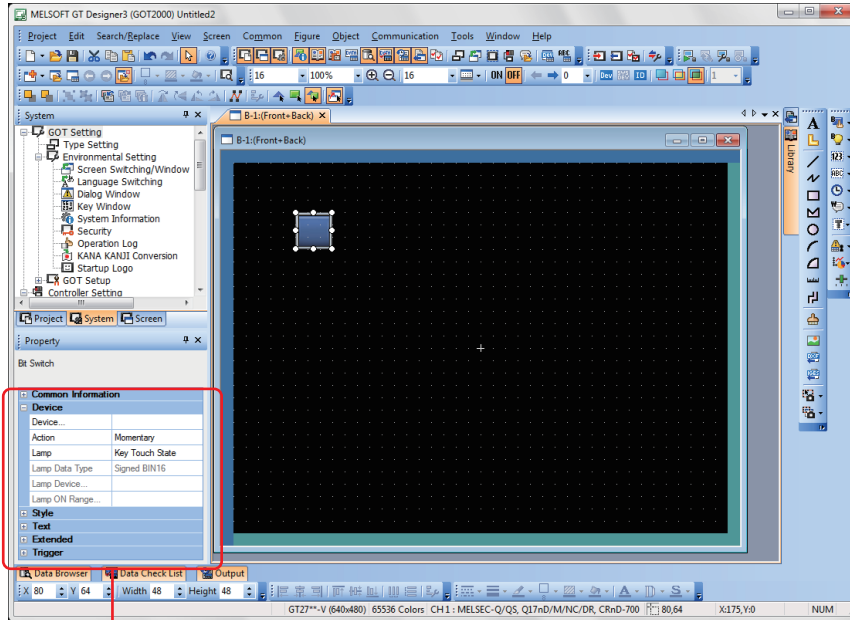 MELSOFT GT Designer3 (GOT2000) Untitled2
Project Edit Search/Replace View Screen Common Figure Object Communication Tools Window Help
16 100% 16 ON OFF 0 Dev ID 1
System
B-1:(Front+Back)
GOT Setting
Type Setting
Environmental Setting
Screen Switching/Window
Language Switching
Dialog Window
Key Window
System Information
Security
Operation Log
KANA KANJI Conversion
Startup Logo
GOT Setup
Controller Setting
Project System Screen
B-1:(Front+Back)
Library
A
123
ABC
T
Property
Bit Switch
Common Information
Device
Device...
Action Momentary
Lamp Key Touch State
Lamp Data Type Signed BIN16
Lamp Device...
Lamp ON Range...
Style
Text
Extended
Trigger
Data Browser Data Check List Output
X 80 Y 64 Width 48 Height 48 A D S
GT27**-V (640x480) 65536 Colors CH1 : MELSEC-Q/QS, Q17nD/M/NC/DR, CRnD-700 80,64 X:175,Y:0 NUM